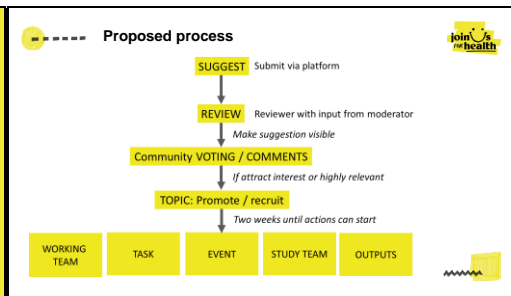 Proposed process
join Us
FOR health
SUGGEST Submit via platform
REVIEW Reviewer with input from moderator
Make suggestion visible
Community VOTING / COMMENTS
If attract interest or highly relevant
TOPIC: Promote / recruit
Two weeks until actions can start
WORKING
TEAM
TASK
EVENT
STUDY TEAM
OUTPUTS